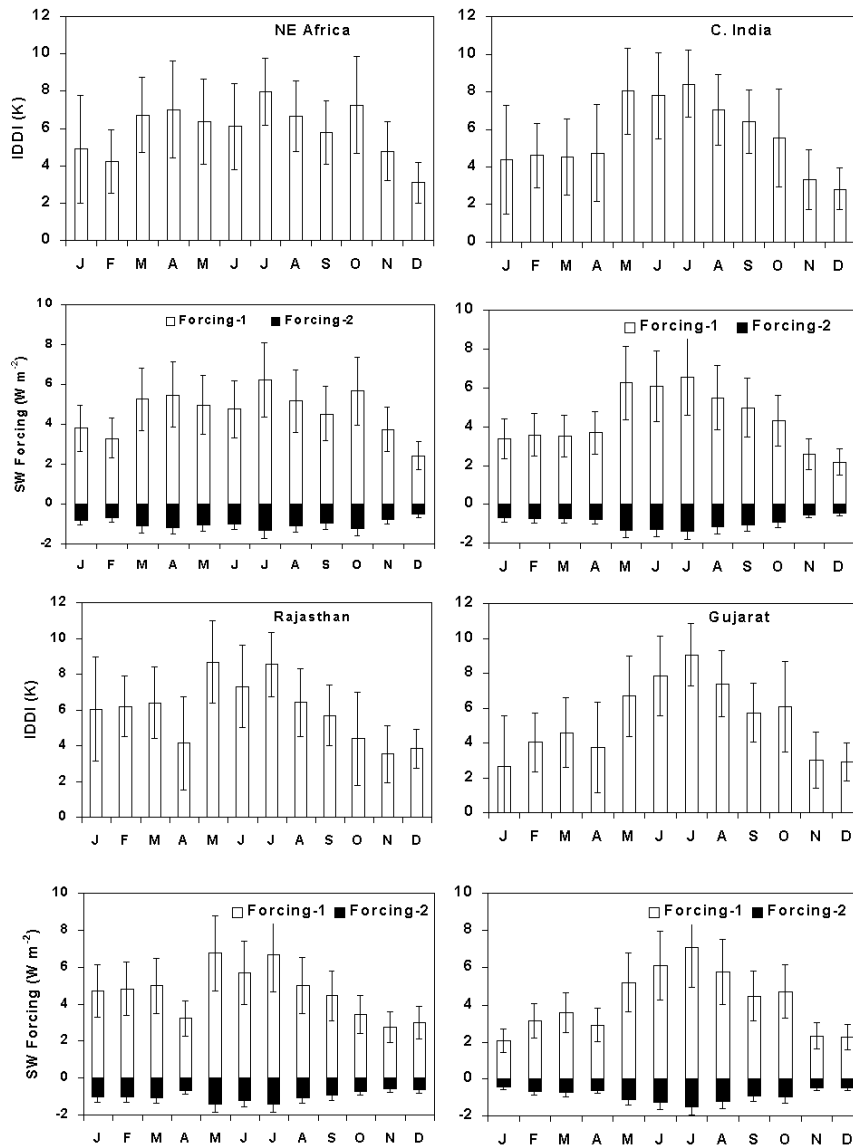 NE Africa
12
10
8
6
4
2
0
IDDI (K)
J F M A M J J A S O N D
C. India
12
10
8
6
4
2
0
J F M A M J J A S O N D
Forcing-1 Forcing-2
10
8
6
4
2
0
-2
SW Forcing (W m-2)
J F M A M J J A S O N D
Forcing-1 Forcing-2
10
8
6
4
2
0
-2
J F M A M J J A S O N D
Rajasthan
12
10
8
6
4
2
0
IDDI (K)
J F M A M J J A S O N D
Gujarat
12
10
8
6
4
2
0
J F M A M J J A S O N D
Forcing-1 Forcing-2
10
8
6
4
2
0
-2
SW Forcing (W m-2)
J F M A M J J A S O N D
Forcing-1 Forcing-2
10
8
6
4
2
0
-2
J F M A M J J A S O N D